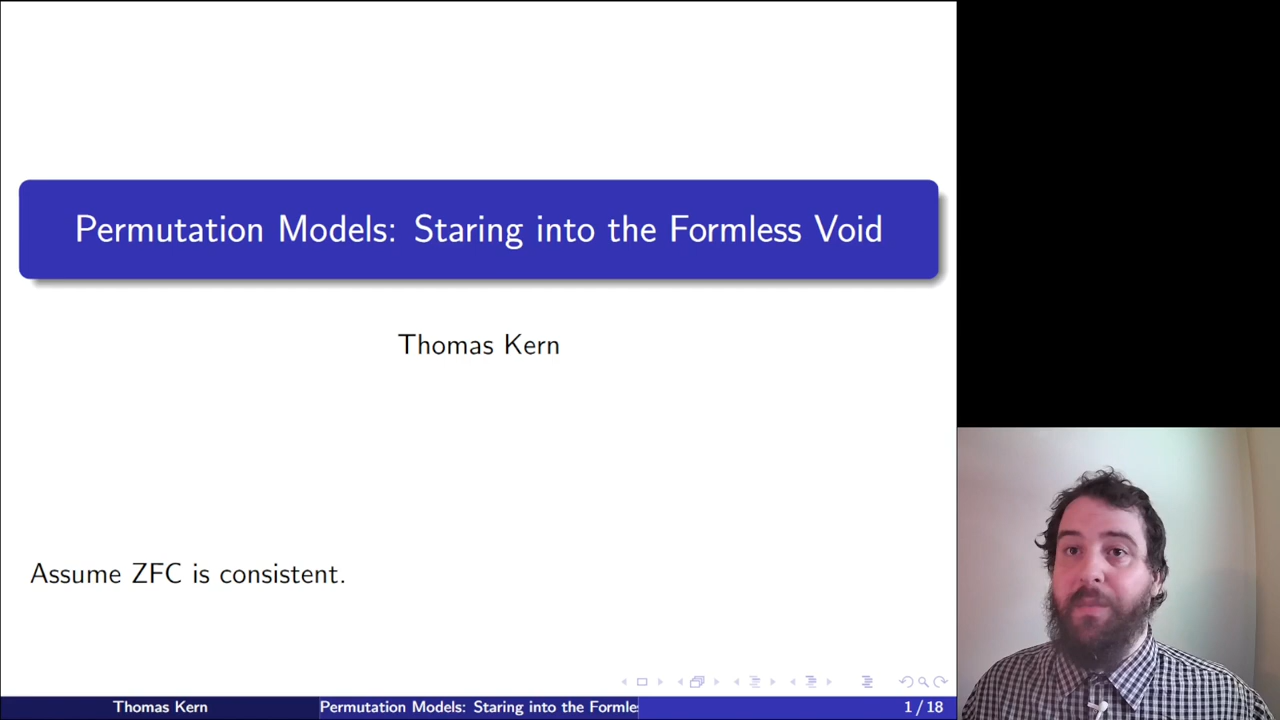 Permutation Models: Staring into the Formless Void
Thomas Kern
Assume ZFC is consistent.
Thomas Kern
Permutation Models: Staring into the Formle
1 / 18